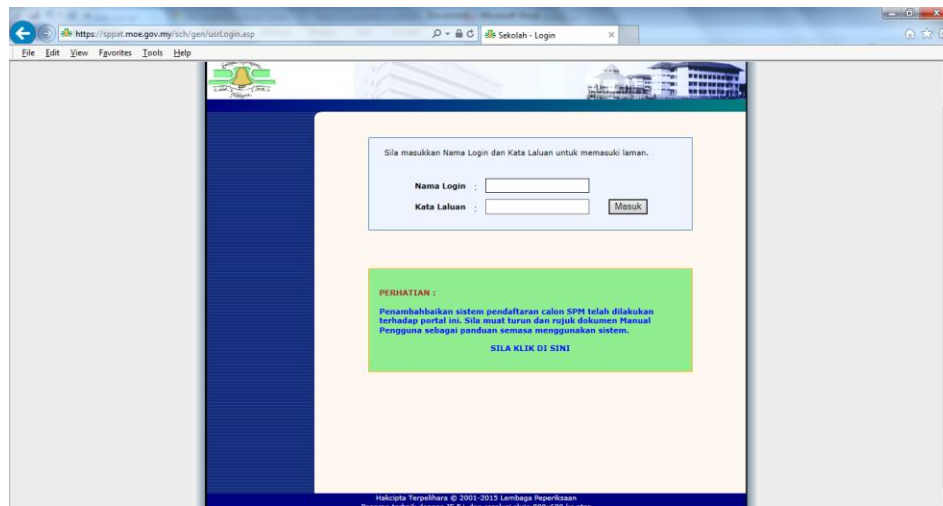 https://sppat.moe.gov.my/sch/gen/usrLogin.asp
Sekolah - Login
File Edit View Favorites Tools Help
Sila masukkan Nama Login dan Kata Laluan untuk memasuki laman.
Nama Login :
Kata Laluan :
Masuk
PERHATIAN :
Penambahbaikan sistem pendaftaran calon SPM telah dilakukan
terhadap portal ini. Sila muat turun dan rujuk dokumen Manual
Pengguna sebagai panduan semasa menggunakan sistem.
SILA KLIK DI SINI
Hakcipta Terpelihara © 2001-2015 Lembaga Peperiksaan